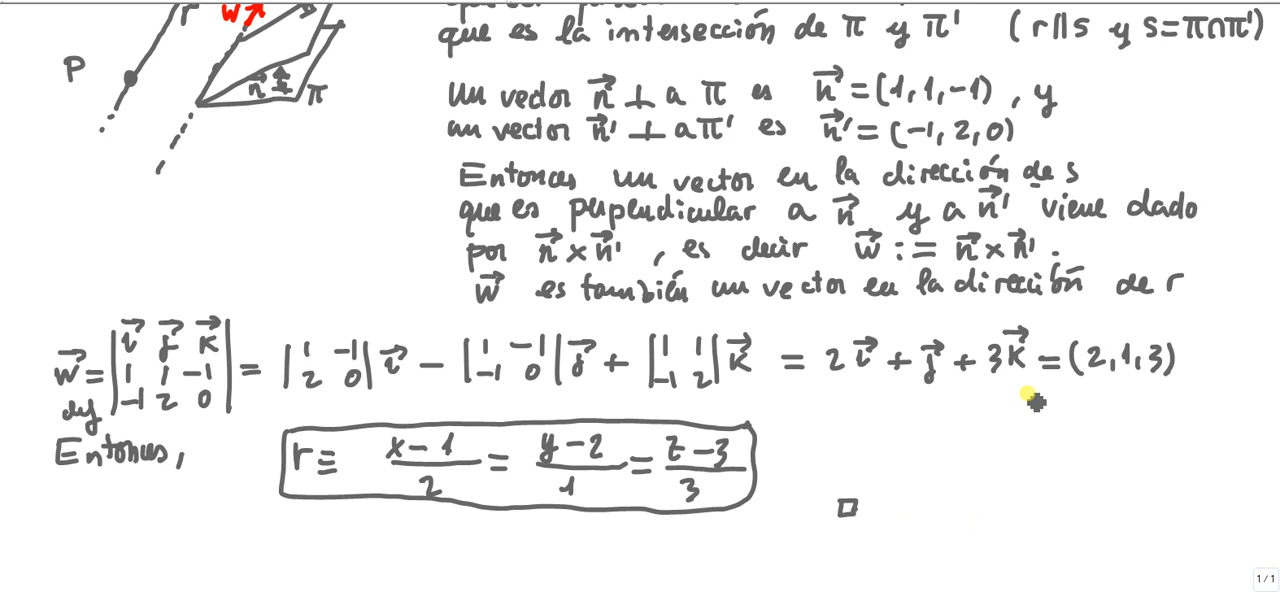 r
w
P
n
π
que es la intersección de π y π' (r∥s y s=π∩π')
Un vector n⃗ ⊥ a π es n⃗=(1,1,-1), y
un vector n⃗' ⊥ a π' es n⃗'=(-1,2,0)
Entonces un vector en la dirección de s
que es perpendicular a n⃗ y a n⃗' viene dado
por n⃗ × n⃗', es decir w⃗ := n⃗ × n⃗'.
w⃗ es también un vector en la dirección de r
w⃗ = |i⃗ j⃗ k⃗; 1 1 -1; -1 2 0| = |1 -1; 2 0| i⃗ - |1 -1; -1 0| j⃗ + |1 1; -1 2| k⃗ = 2i⃗ + j⃗ + 3k⃗ = (2,1,3)
def
Entonces, r ≡ (x-1)/2 = (y-2)/1 = (z-3)/3
1 / 1